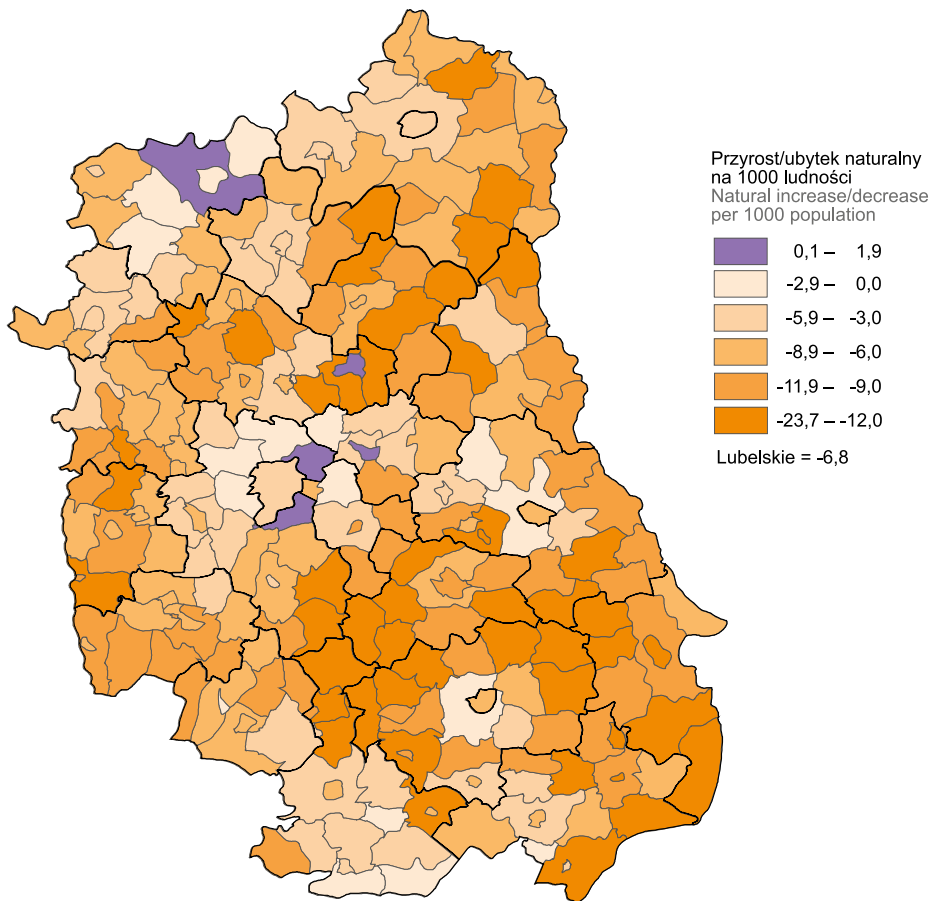 Przyrost/ubytek naturalny
na 1000 ludności
Natural increase/decrease
per 1000 population
0,1 – 1,9
-2,9 – 0,0
-5,9 – -3,0
-8,9 – -6,0
-11,9 – -9,0
-23,7 – -12,0
Lubelskie = -6,8